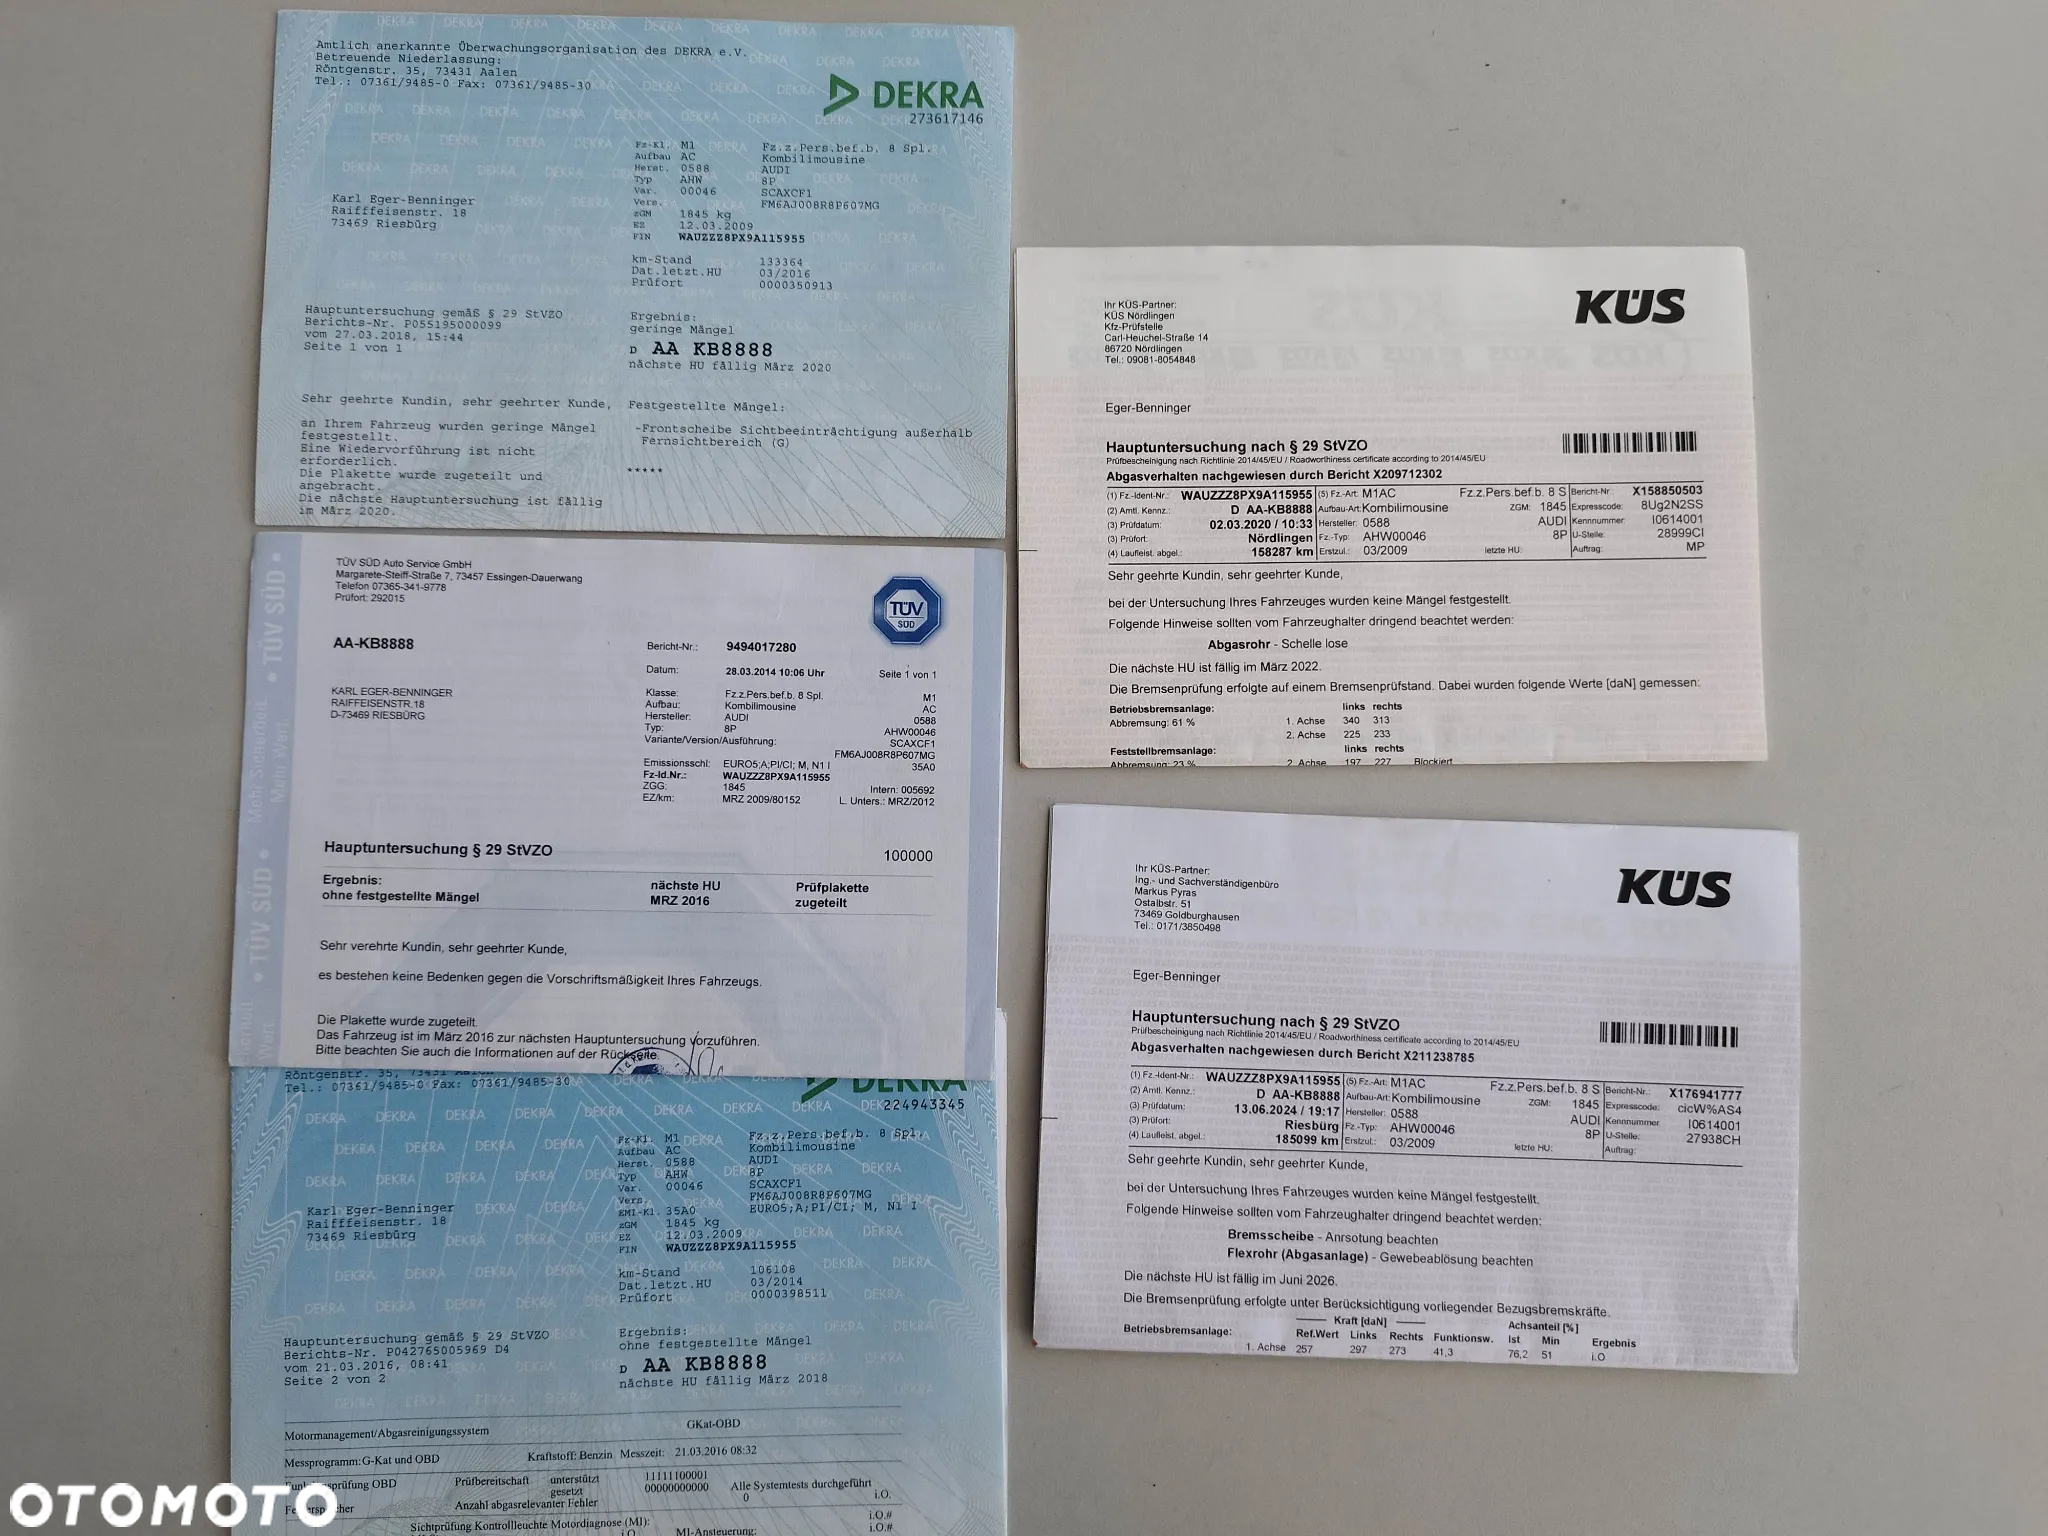 Amtlich anerkannte Überwachungsorganisation des DEKRA e.V.
Betreuende Niederlassung:
Röntgenstr. 35, 73431 Aalen
Tel.: 07361/9485-0 Fax: 07361/9485-30
DEKRA
273617146
Fz-Kl. M1 Fz.z.Pers.bef.b. 8 Spl.
Aufbau AC Kombilimousine
Herst. 0588 AUDI
Typ AHW 8P
Var. 00046 SCAXCF1
Vers. FM6AJ008R8P607MG
zGM 1845 kg
EZ 12.03.2009
FIN WAUZZZ8PX9A115955
Karl Eger-Benninger
Raifffeisenstr. 18
73469 Riesbürg
km-Stand 133364
Dat.letzt.HU 03/2016
Prüfort 0000350913
Hauptuntersuchung gemäß § 29 StVZO
Berichts-Nr. P055195000099
vom 27.03.2018, 15:44
Seite 1 von 1
Ergebnis:
geringe Mängel
D AA KB8888
nächste HU fällig März 2020
Sehr geehrte Kundin, sehr geehrter Kunde,
an Ihrem Fahrzeug wurden geringe Mängel
festgestellt.
Eine Wiedervorführung ist nicht
erforderlich.
Die Plakette wurde zugeteilt und
angebracht.
Die nächste Hauptuntersuchung ist fällig
im März 2020.
Festgestellte Mängel:
-Frontscheibe Sichtbeeinträchtigung außerhalb
Fernsichtbereich (G)
*****
TÜV SÜD Auto Service GmbH
Margarete-Steiff-Straße 7, 73457 Essingen-Dauerwang
Telefon 07365-341-9778
Prüfort: 292015
TÜV SÜD
TÜV SÜD • Mehr Sicherheit. Mehr Wert.
AA-KB8888
Bericht-Nr.: 9494017280
Datum: 28.03.2014 10:06 Uhr Seite 1 von 1
KARL EGER-BENNINGER
RAIFFEISENSTR.18
D-73469 RIESBÜRG
Klasse: Fz.z.Pers.bef.b. 8 Spl. M1
Aufbau: Kombilimousine AC
Hersteller: AUDI 0588
Typ: 8P AHW00046
Variante/Version/Ausführung: SCAXCF1
FM6AJ008R8P607MG
Emissionsschl: EURO5;A;PI/CI; M, N1 I 35A0
Fz-Id.Nr.: WAUZZZ8PX9A115955
ZGG: 1845 Intern: 005692
EZ/km: MRZ 2009/80152 L. Unters.: MRZ/2012
Hauptuntersuchung § 29 StVZO 100000
Ergebnis: nächste HU Prüfplakette
ohne festgestellte Mängel MRZ 2016 zugeteilt
Sehr verehrte Kundin, sehr geehrter Kunde,
es bestehen keine Bedenken gegen die Vorschriftsmäßigkeit Ihres Fahrzeugs.
Die Plakette wurde zugeteilt.
Das Fahrzeug ist im März 2016 zur nächsten Hauptuntersuchung vorzuführen.
Bitte beachten Sie auch die Informationen auf der Rückseite.
Röntgenstr. 35, 73431 Aalen
Tel.: 07361/9485-0 Fax: 07361/9485-30
DEKRA
224943345
Fz-Kl. M1 Fz.z.Pers.bef.b. 8 Spl.
Aufbau AC Kombilimousine
Herst. 0588 AUDI
Typ AHW 8P
Var. 00046 SCAXCF1
Vers. FM6AJ008R8P607MG
EMI-Kl. 35A0 EURO5;A;PI/CI; M, N1 I
zGM 1845 kg
EZ 12.03.2009
FIN WAUZZZ8PX9A115955
Karl Eger-Benninger
Raifffeisenstr. 18
73469 Riesbürg
km-Stand 106108
Dat.letzt.HU 03/2014
Prüfort 0000398511
Hauptuntersuchung gemäß § 29 StVZO
Berichts-Nr. P042765005969 D4
vom 21.03.2016, 08:41
Seite 2 von 2
Ergebnis:
ohne festgestellte Mängel
D AA KB8888
nächste HU fällig März 2018
Motormanagement/Abgasreinigungssystem GKat-OBD
Messprogramm: G-Kat und OBD Kraftstoff: Benzin Messzeit: 21.03.2016 08:32
Prüfbereitschaft unterstützt 11111100001 Alle Systemtests durchgeführt
gesetzt 00000000000 i.O.
Anzahl abgasrelevanter Fehler 0
Sichtprüfung Kontrollleuchte Motordiagnose (MI): i.O.#
i.O. MI-Ansteuerung: i.O.#
Ihr KÜS-Partner:
KÜS Nördlingen
Kfz-Prüfstelle
Carl-Heuchel-Straße 14
86720 Nördlingen
Tel.: 09081-8054848
KÜS
Eger-Benninger
Hauptuntersuchung nach § 29 StVZO
Prüfbescheinigung nach Richtlinie 2014/45/EU / Roadworthiness certificate according to 2014/45/EU
Abgasverhalten nachgewiesen durch Bericht X209712302
(1) Fz.-Ident-Nr.: WAUZZZ8PX9A115955 (5) Fz.-Art: M1AC Fz.z.Pers.bef.b. 8 S Bericht-Nr.: X158850503
(2) Amtl. Kennz.: D AA-KB8888 Aufbau-Art: Kombilimousine ZGM: 1845 Expresscode: 8Ug2N2SS
(3) Prüfdatum: 02.03.2020 / 10:33 Hersteller: 0588 AUDI Kennnummer I0614001
(3) Prüfort: Nördlingen Fz.-Typ: AHW00046 8P U-Stelle: 28999CI
(4) Laufleist. abgel.: 158287 km Erstzul.: 03/2009 letzte HU: Auftrag: MP
Sehr geehrte Kundin, sehr geehrter Kunde,
bei der Untersuchung Ihres Fahrzeuges wurden keine Mängel festgestellt.
Folgende Hinweise sollten vom Fahrzeughalter dringend beachtet werden:
Abgasrohr - Schelle lose
Die nächste HU ist fällig im März 2022.
Die Bremsenprüfung erfolgte auf einem Bremsenprüfstand. Dabei wurden folgende Werte [daN] gemessen:
Betriebsbremsanlage: links rechts
Abbremsung: 61 % 1. Achse 340 313
2. Achse 225 233
Feststellbremsanlage: links rechts
Abbremsung: 23 % 2. Achse 197 227 Blockiert
Ihr KÜS-Partner:
Ing.- und Sachverständigenbüro
Markus Pyras
Ostalbstr. 51
73469 Goldburghausen
Tel.: 0171/3850498
KÜS
Eger-Benninger
Hauptuntersuchung nach § 29 StVZO
Prüfbescheinigung nach Richtlinie 2014/45/EU / Roadworthiness certificate according to 2014/45/EU
Abgasverhalten nachgewiesen durch Bericht X211238785
(1) Fz.-Ident-Nr.: WAUZZZ8PX9A115955 (5) Fz.-Art: M1AC Fz.z.Pers.bef.b. 8 S Bericht-Nr.: X176941777
(2) Amtl. Kennz.: D AA-KB8888 Aufbau-Art: Kombilimousine ZGM: 1845 Expresscode: cicW%AS4
(3) Prüfdatum: 13.06.2024 / 19:17 Hersteller: 0588 AUDI Kennnummer I0614001
(3) Prüfort: Riesbürg Fz.-Typ: AHW00046 8P U-Stelle: 27938CH
(4) Laufleist. abgel.: 185099 km Erstzul.: 03/2009 letzte HU: Auftrag:
Sehr geehrte Kundin, sehr geehrter Kunde,
bei der Untersuchung Ihres Fahrzeuges wurden keine Mängel festgestellt.
Folgende Hinweise sollten vom Fahrzeughalter dringend beachtet werden:
Bremsscheibe - Anrsotung beachten
Flexrohr (Abgasanlage) - Gewebeablösung beachten
Die nächste HU ist fällig im Juni 2026.
Die Bremsenprüfung erfolgte unter Berücksichtigung vorliegender Bezugsbremskräfte.
Kraft [daN] Achsanteil [%]
Betriebsbremsanlage: Ref.Wert Links Rechts Funktionsw. Ist Min Ergebnis
1. Achse 257 297 273 41,3 76,2 51 i.O
OTOMOTO